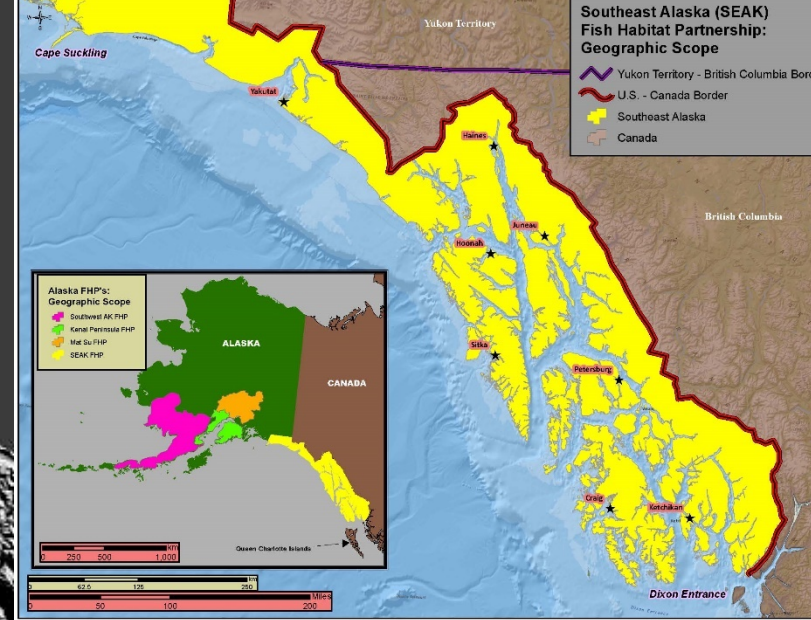 Southeast Alaska (SEAK)
Fish Habitat Partnership:
Geographic Scope
Yukon Territory - British Columbia Bord
U.S. - Canada Border
Southeast Alaska
Canada
Yukon Territory
British Columbia
Cape Suckling
Yakutat
Haines
Juneau
Hoonah
Sitka
Petersburg
Craig
Ketchikan
Dixon Entrance
Alaska FHP's:
Geographic Scope
Southwest AK FHP
Kenai Peninsula FHP
Mat Su FHP
SEAK FHP
ALASKA
CANADA
Queen Charlotte Islands
km
0 250 500 1,000
km
0 62.5 125 250
Miles
0 50 100 200